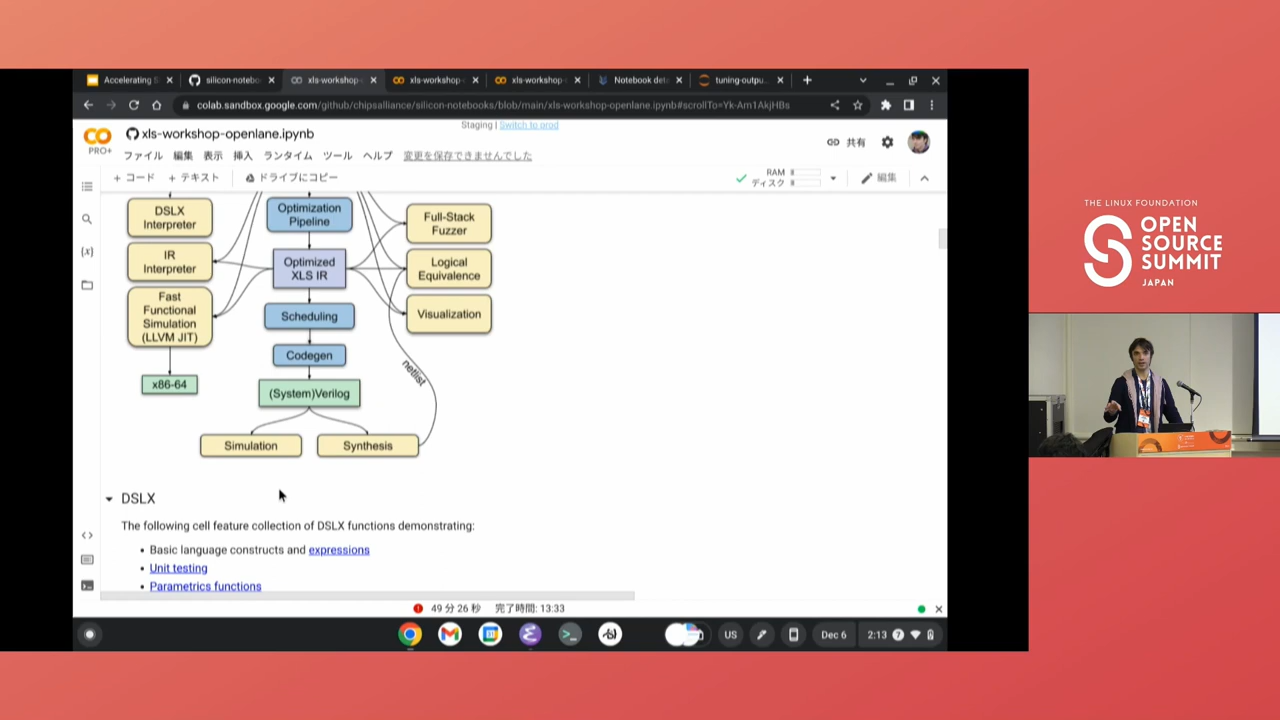 Accelerating S
silicon-notebo
xls-workshop-
xls-workshop-c
xls-workshop-
Notebook deta
tuning-outpu
colab.sandbox.google.com/github/chipsalliance/silicon-notebooks/blob/main/xls-workshop-openlane.ipynb#scrollTo=Yk-Am1AkjHBs
Staging | Switch to prod
CO
PRO+
xls-workshop-openlane.ipynb
共有
ファイル 編集 表示 挿入 ランタイム ツール ヘルプ 変更を保存できませんでした
+ コード + テキスト ドライブにコピー
RAM
ディスク
編集
{x}
DSLX
Interpreter
IR
Interpreter
Fast
Functional
Simulation
(LLVM JIT)
x86-64
Optimization
Pipeline
Optimized
XLS IR
Scheduling
Codegen
(System)Verilog
Simulation
Synthesis
Full-Stack
Fuzzer
Logical
Equivalence
Visualization
netlist
DSLX
The following cell feature collection of DSLX functions demonstrating:
• Basic language constructs and expressions
• Unit testing
• Parametrics functions
49 分 26 秒 完了時間: 13:33
US
Dec 6
2:13
THE LINUX FOUNDATION
OPEN
SOURCE
SUMMIT
JAPAN